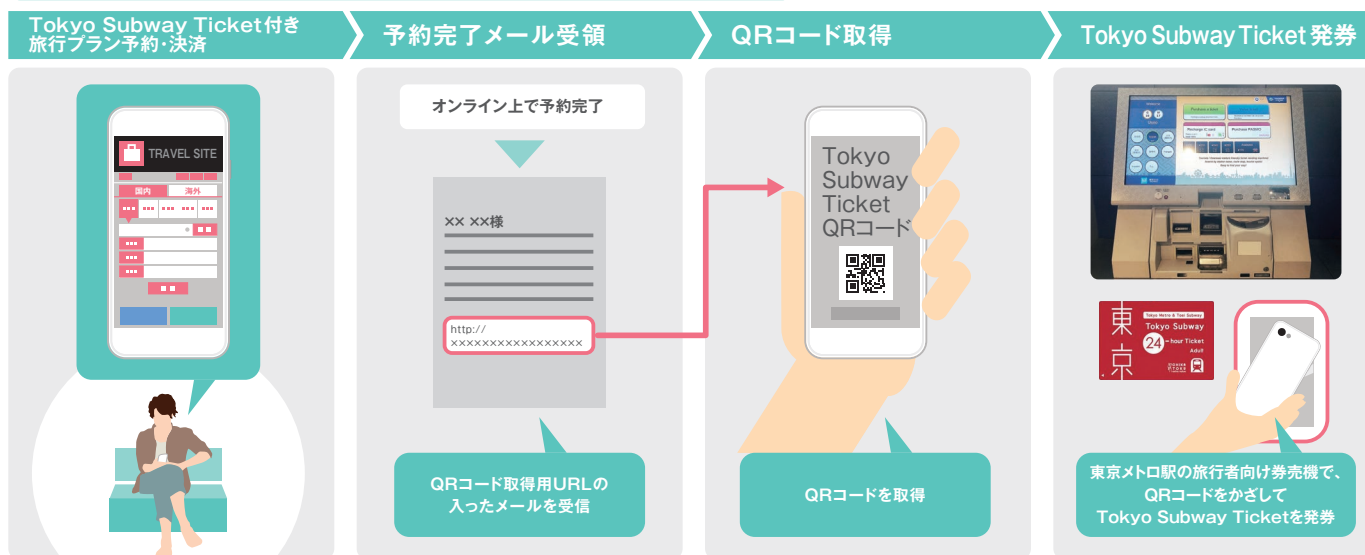 Tokyo Subway Ticket付き
旅行プラン予約・決済
予約完了メール受領
QRコード取得
Tokyo Subway Ticket 発券
TRAVEL SITE
国内 海外
オンライン上で予約完了
×× ××様
http://
×××××××××××××××××
QRコード取得用URLの
入ったメールを受信
Tokyo
Subway
Ticket
QRコード
QRコードを取得
Purchase a ticket
Recharge IC card
Purchase PASMO
東京
Tokyo Metro & Toei Subway
Tokyo Subway
24-hour Ticket
Adult
東京メトロ駅の旅行者向け券売機で、
QRコードをかざして
Tokyo Subway Ticketを発券